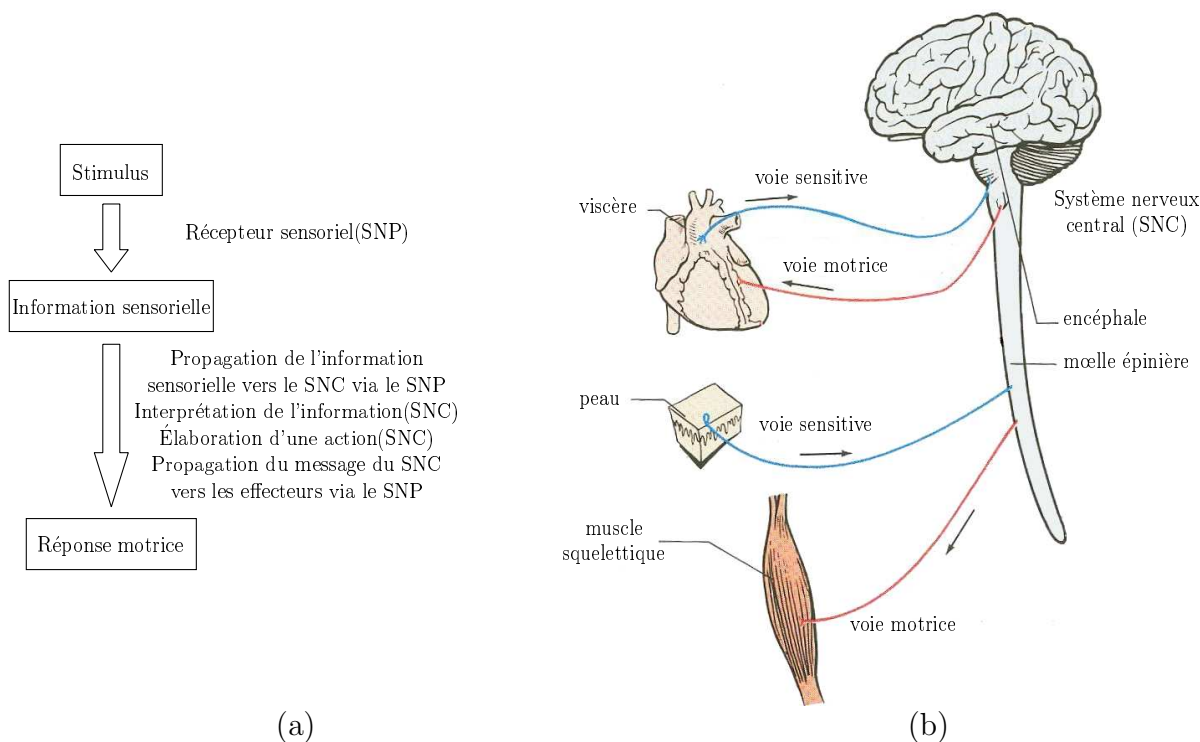 Stimulus
Récepteur sensoriel(SNP)
Information sensorielle
Propagation de l'information
sensorielle vers le SNC via le SNP
Interprétation de l'information(SNC)
Élaboration d'une action(SNC)
Propagation du message du SNC
vers les effecteurs via le SNP
Réponse motrice
(a)
voie sensitive
viscère
Système nerveux
central (SNC)
voie motrice
encéphale
mœlle épinière
peau
voie sensitive
muscle
squelettique
voie motrice
(b)